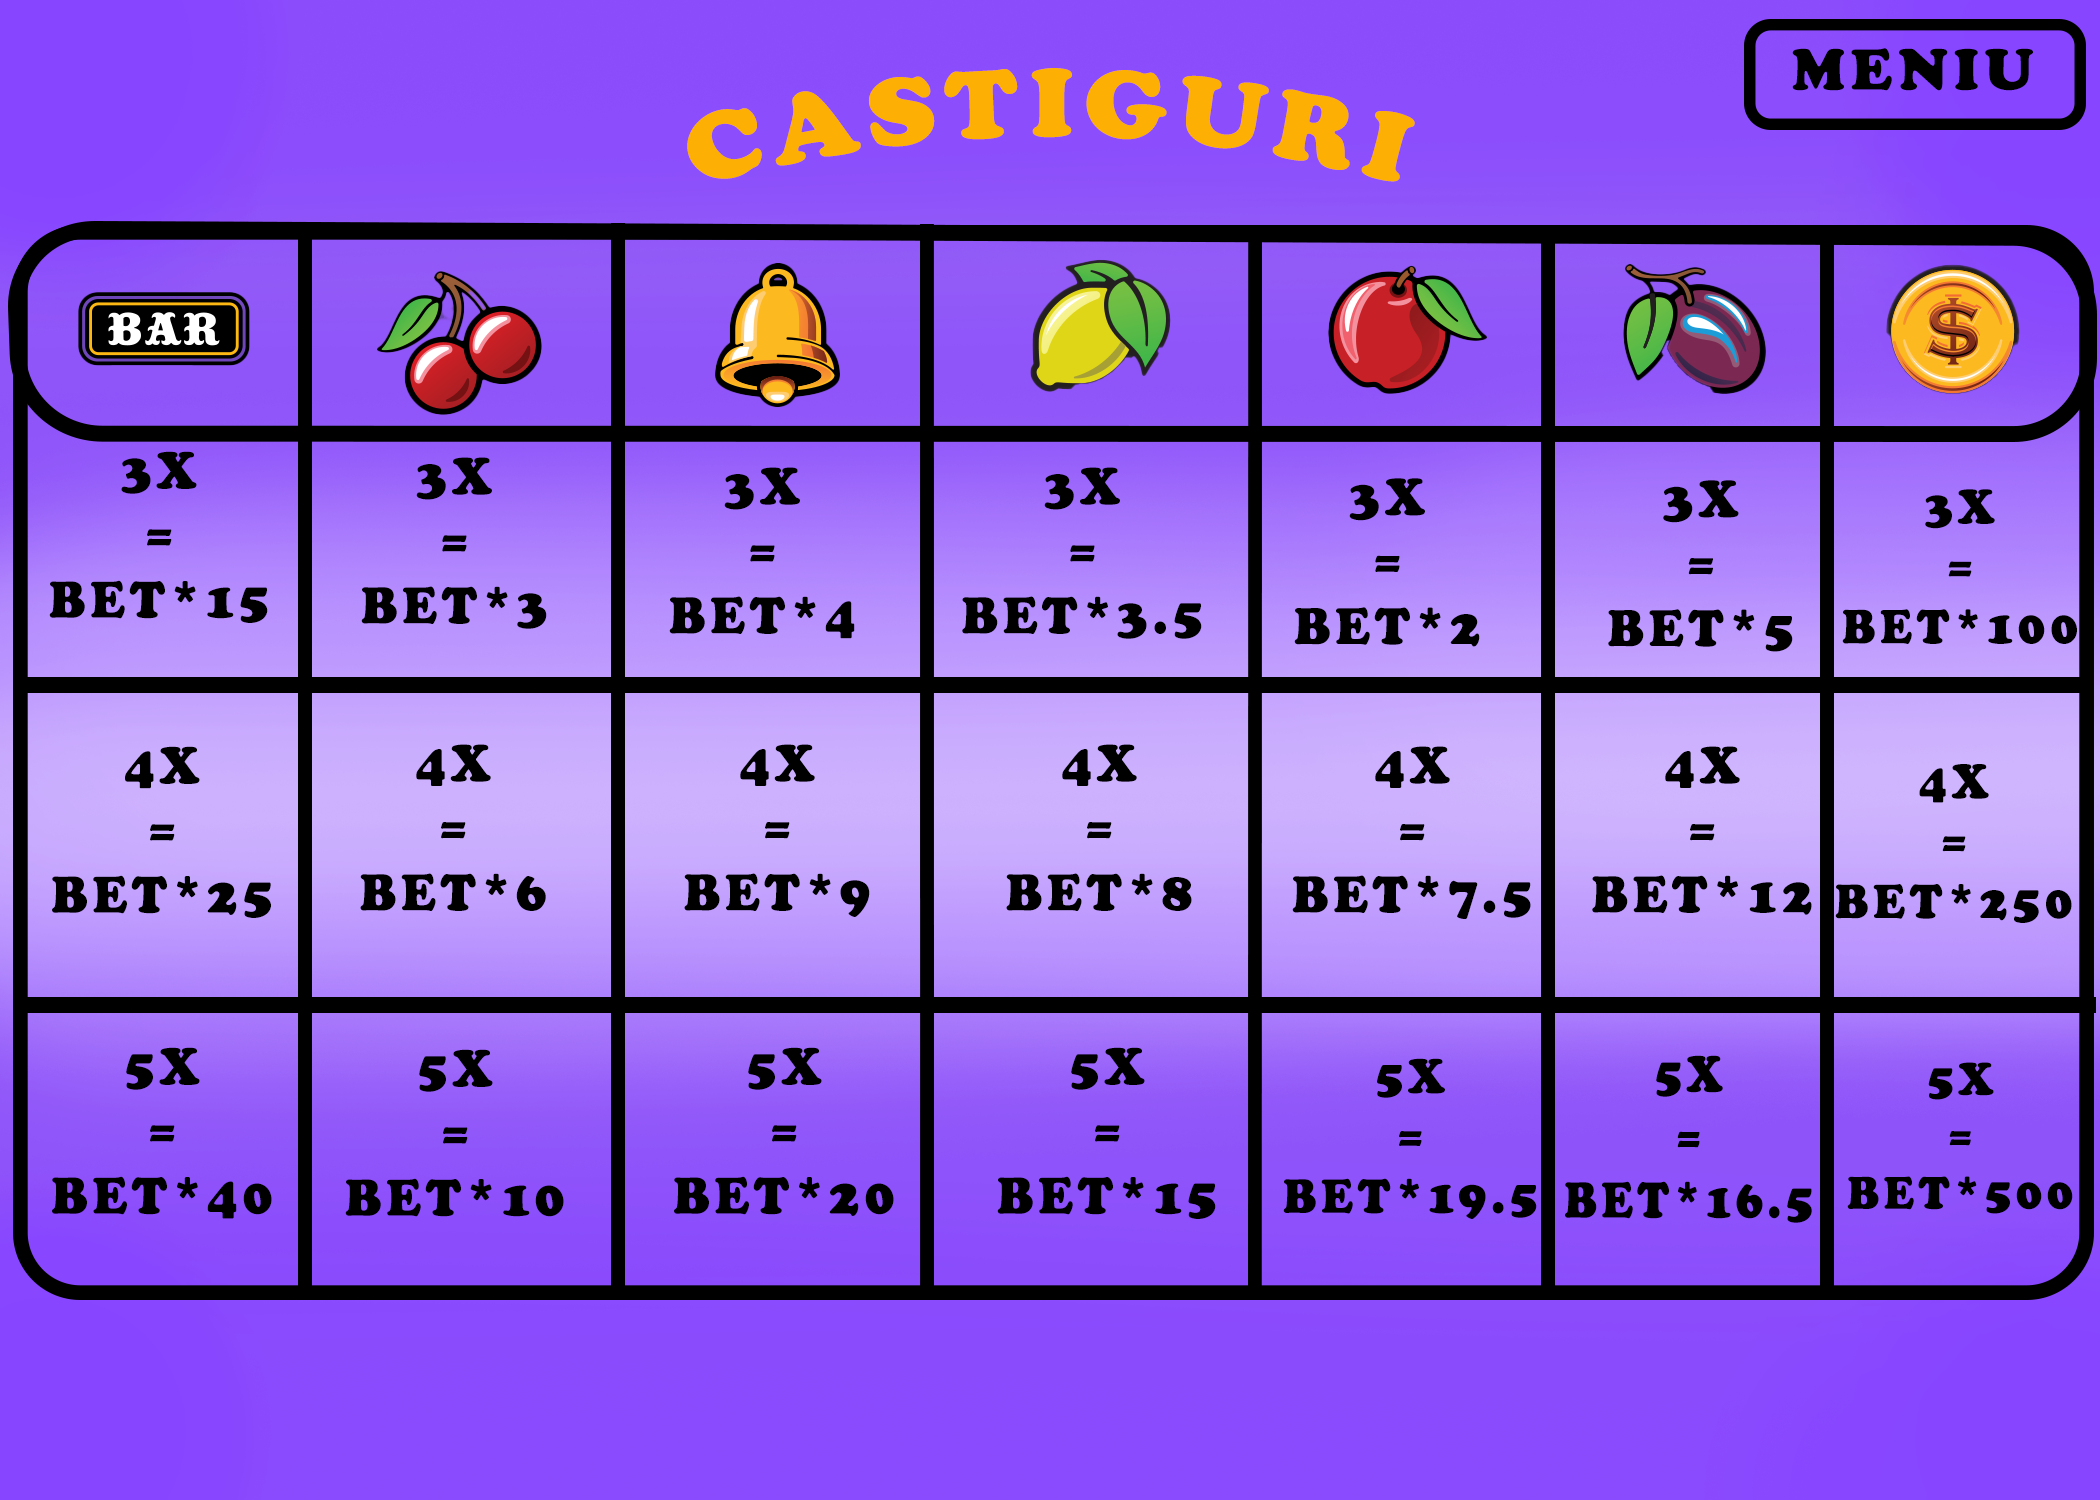 MENIU
CASTIGURI
BAR
$
3X
=
BET*15
3X
=
BET*3
3X
=
BET*4
3X
=
BET*3.5
3X
=
BET*2
3X
=
BET*5
3X
=
BET*100
4X
=
BET*25
4X
=
BET*6
4X
=
BET*9
4X
=
BET*8
4X
=
BET*7.5
4X
=
BET*12
4X
=
BET*250
5X
=
BET*40
5X
=
BET*10
5X
=
BET*20
5X
=
BET*15
5X
=
BET*19.5
5X
=
BET*16.5
5X
=
BET*500